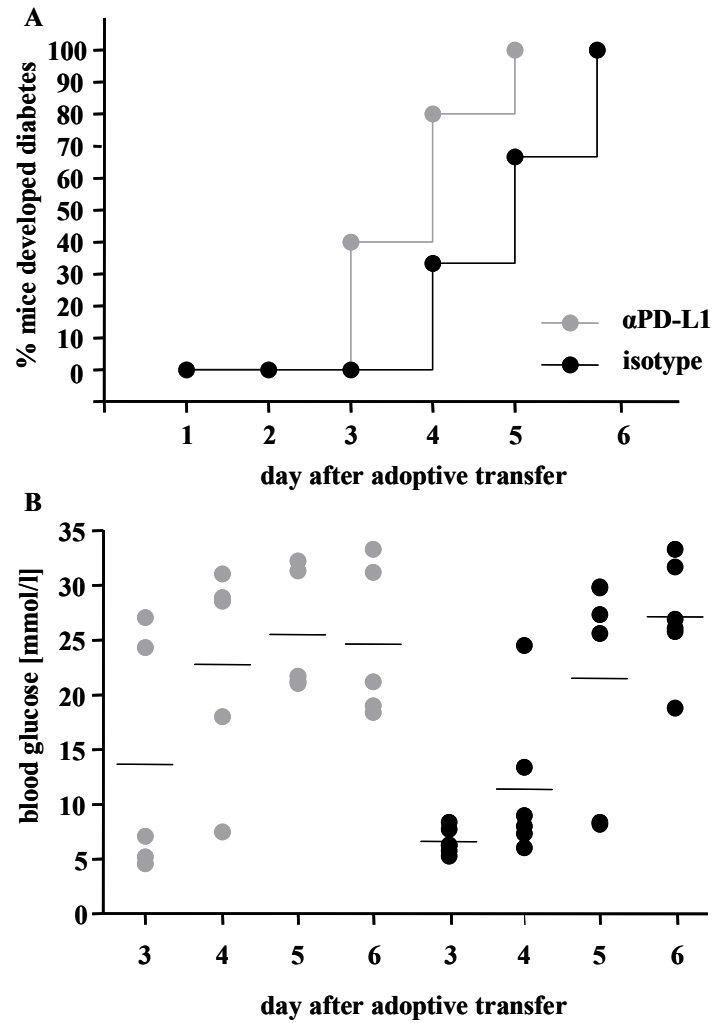 A
% mice developed diabetes
100
90
80
70
60
50
40
30
20
10
0
αPD-L1
isotype
1 2 3 4 5 6
day after adoptive transfer
B
blood glucose [mmol/l]
35
30
25
20
15
10
5
0
3 4 5 6 3 4 5 6
day after adoptive transfer